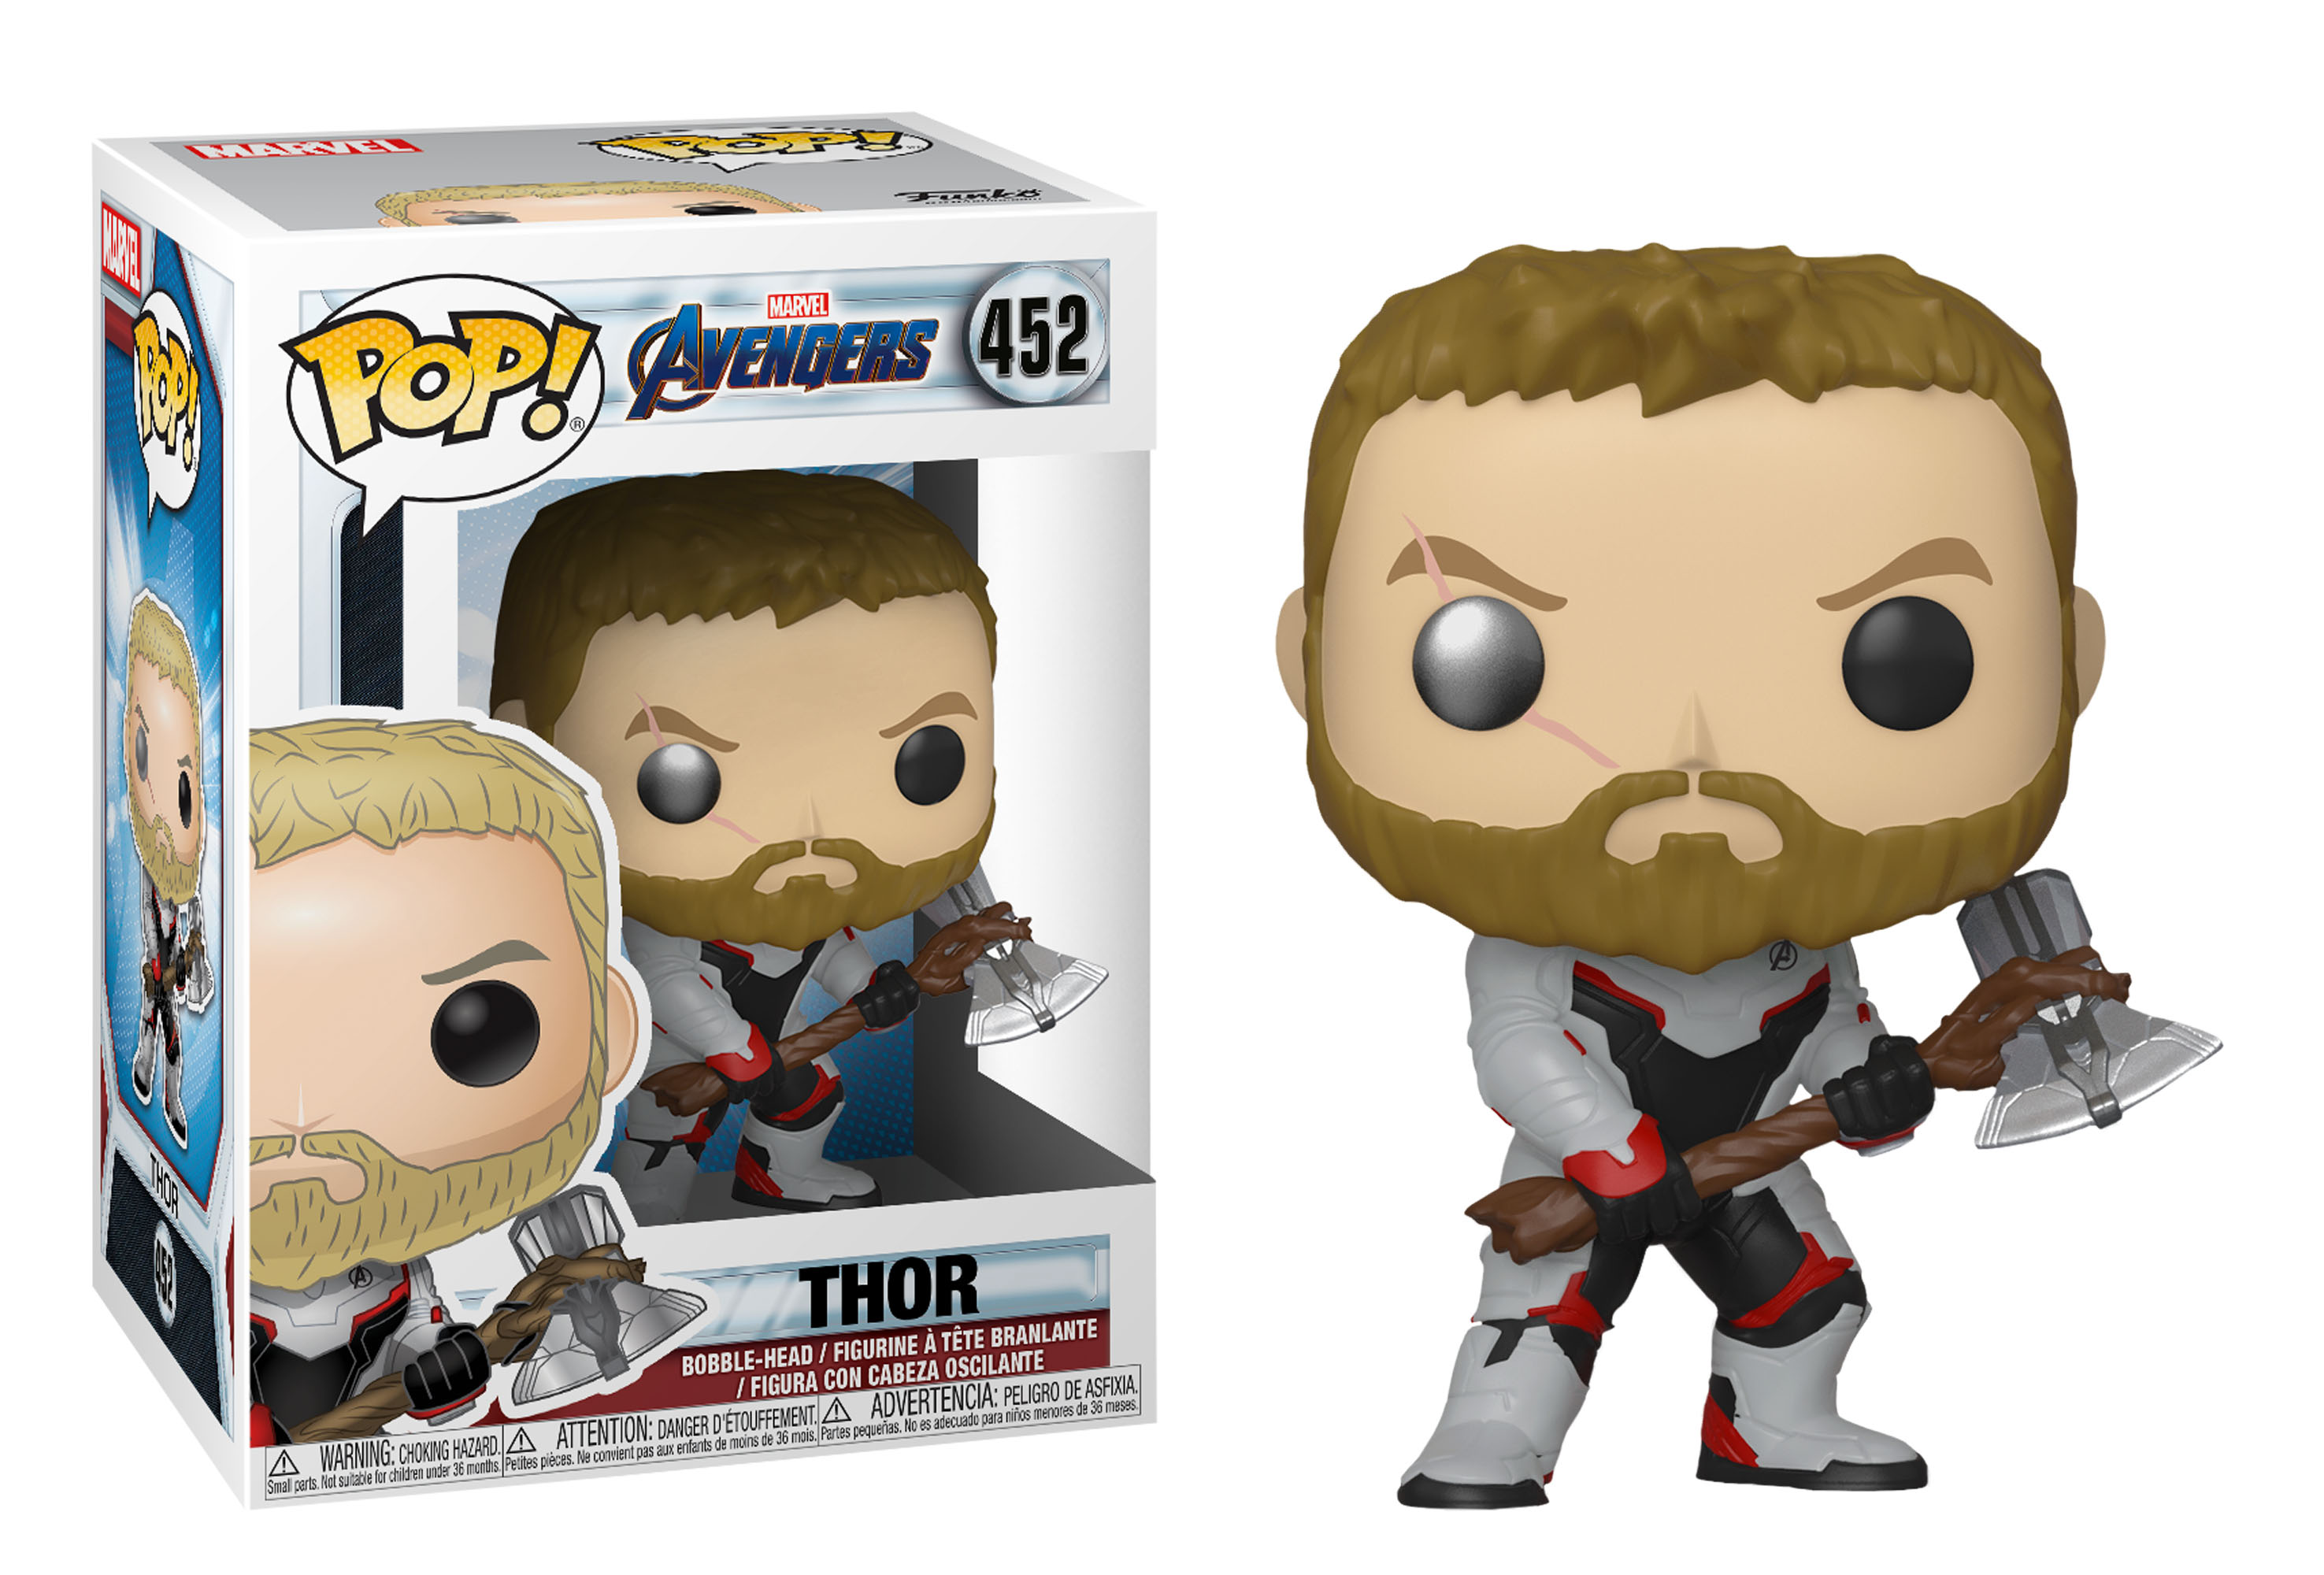 MARVEL
POP!
Funko
MARVEL
POP!
THOR
452
POP!®
MARVEL
AVENGERS
452
THOR
BOBBLE-HEAD / FIGURINE À TÊTE BRANLANTE
/ FIGURA CON CABEZA OSCILANTE
WARNING: CHOKING HAZARD.
Small parts. Not suitable for children under 36 months.
ATTENTION: DANGER D'ÉTOUFFEMENT.
Petites pièces. Ne convient pas aux enfants de moins de 36 mois.
ADVERTENCIA: PELIGRO DE ASFIXIA.
Partes pequeñas. No es adecuado para niños menores de 36 meses.